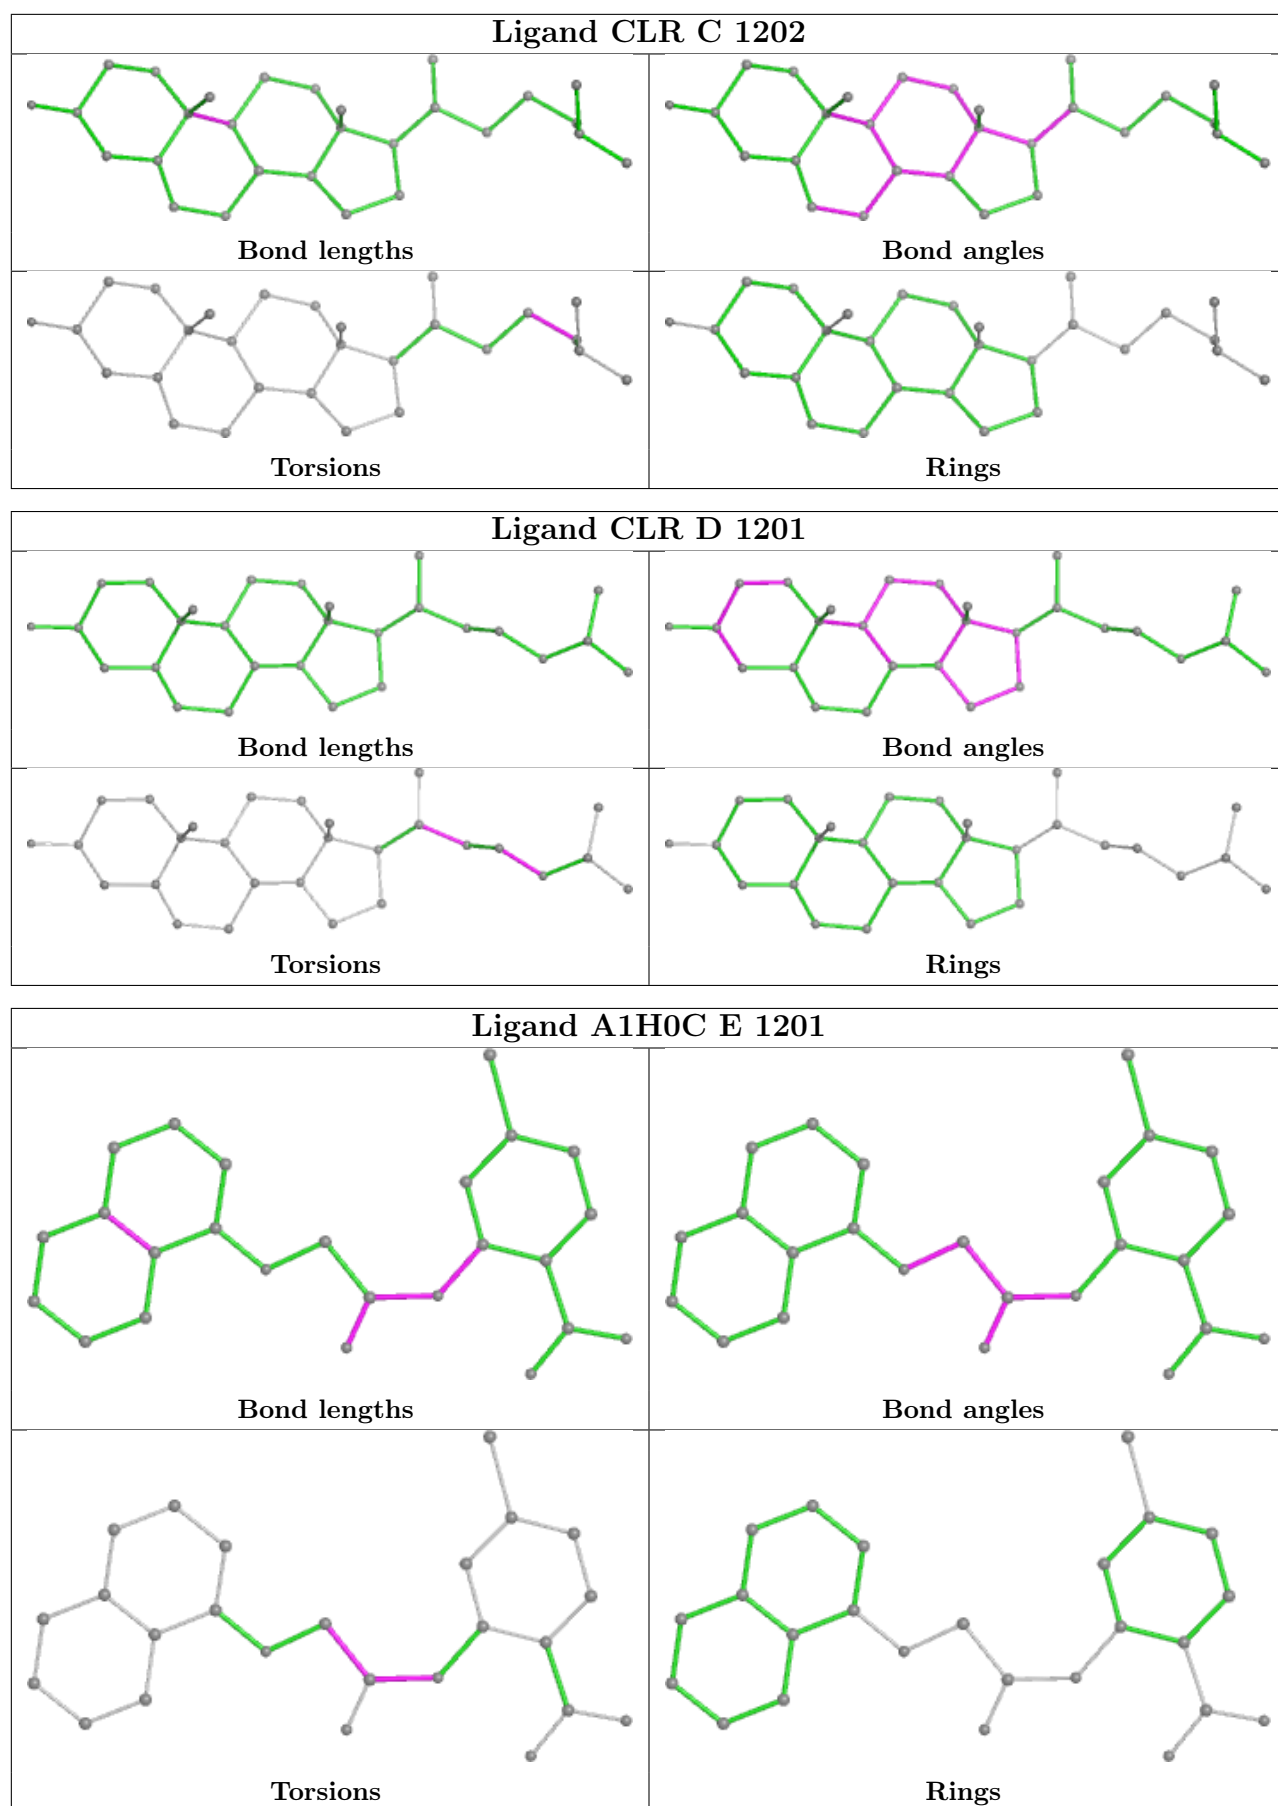 Ligand CLR C 1202
Bond lengths
Bond angles
Torsions
Rings
Ligand CLR D 1201
Bond lengths
Bond angles
Torsions
Rings
Ligand A1H0C E 1201
Bond lengths
Bond angles
Torsions
Rings